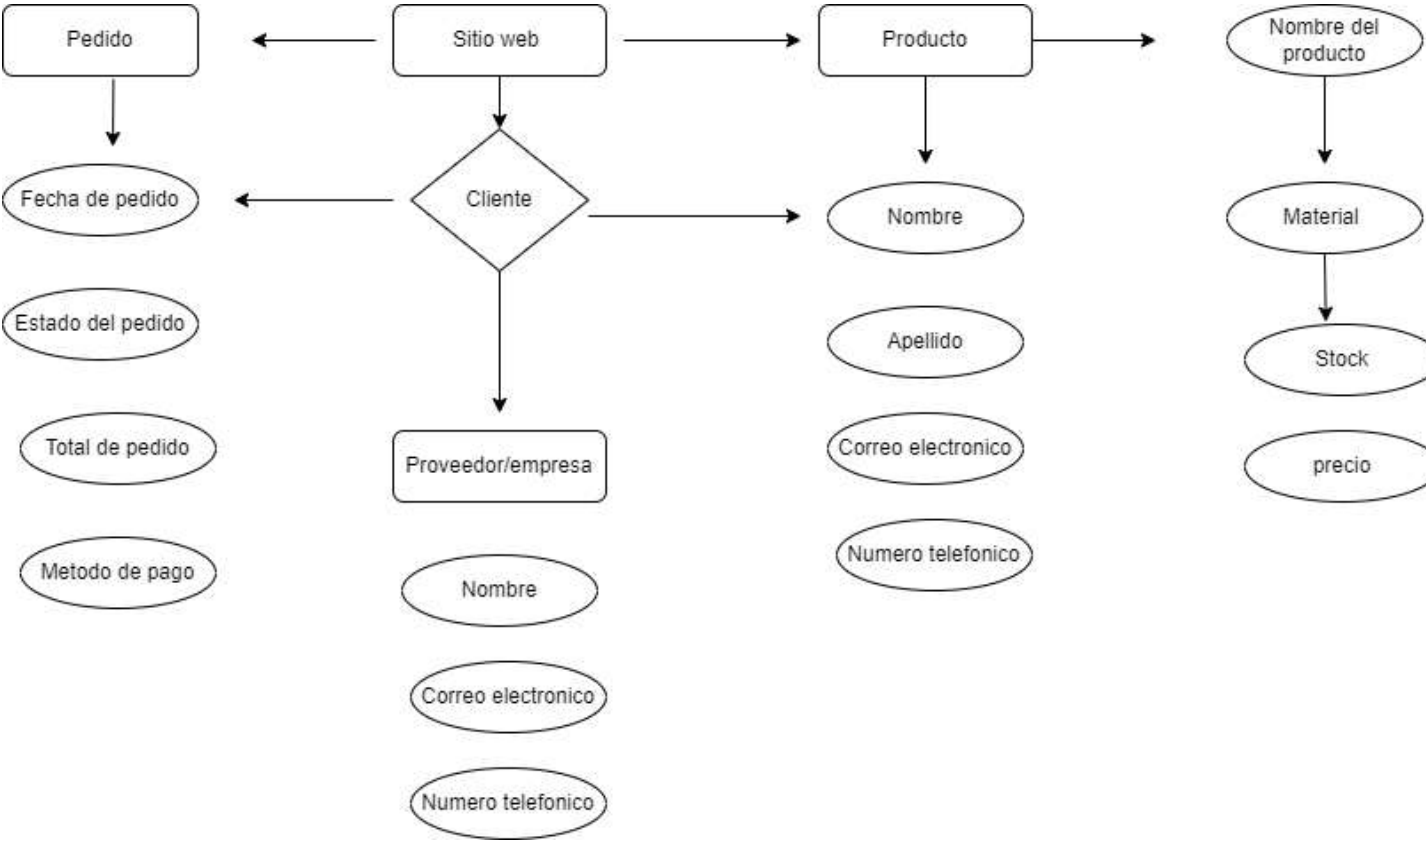 Pedido
Sitio web
Producto
Nombre del
producto
Fecha de pedido
Cliente
Nombre
Material
Estado del pedido
Apellido
Stock
Total de pedido
Proveedor/empresa
Correo electronico
precio
Metodo de pago
Nombre
Numero telefonico
Correo electronico
Numero telefonico